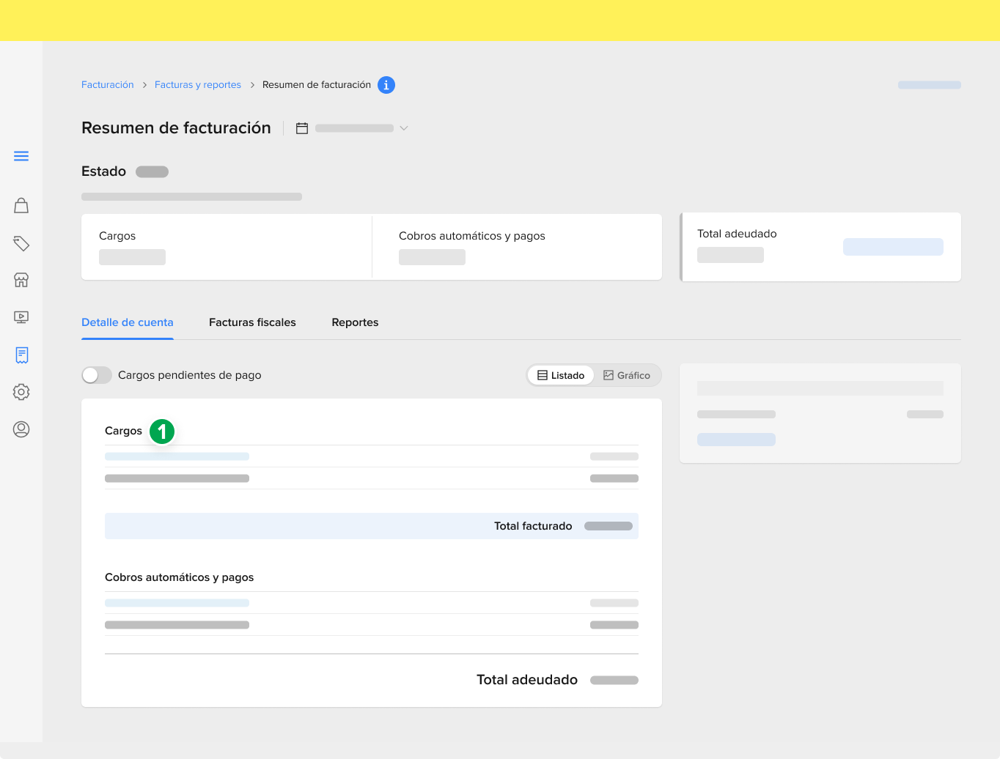 Facturación > Facturas y reportes > Resumen de facturación i
Resumen de facturación
Estado
Cargos
Cobros automáticos y pagos
Total adeudado
Detalle de cuenta
Facturas fiscales
Reportes
Cargos pendientes de pago
Listado
Gráfico
Cargos 1
Total facturado
Cobros automáticos y pagos
Total adeudado